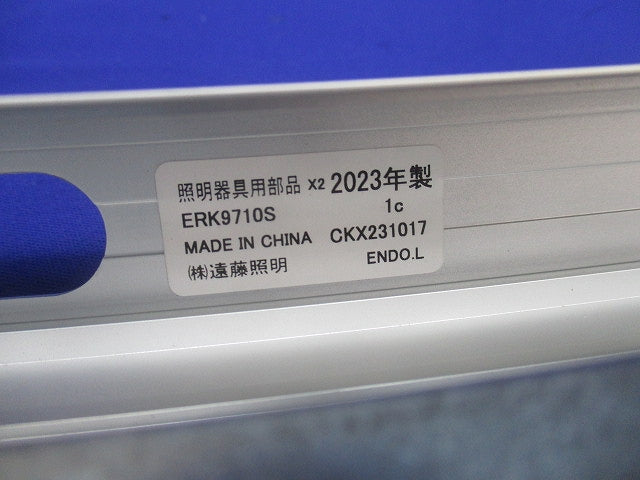 照明器具用部品 X2 2023年製
ERK9710S 1c
MADE IN CHINA CKX231017
㈱遠藤照明 ENDO.L